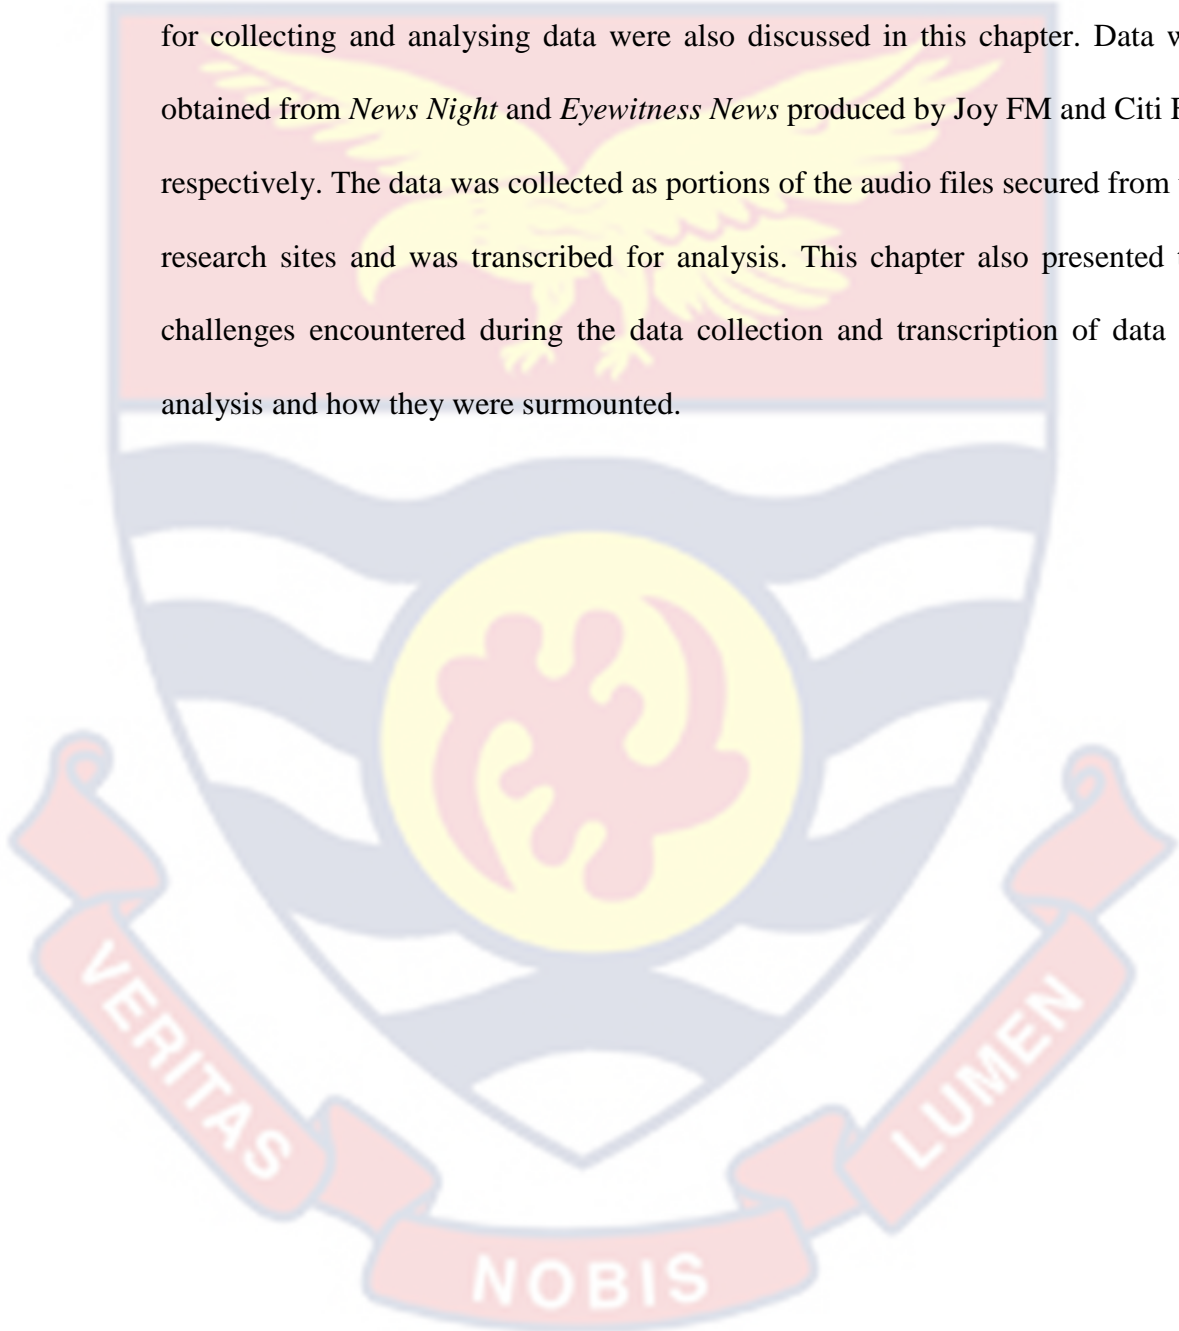 for collecting and analysing data were also discussed in this chapter. Data
obtained from News Night and Eyewitness News produced by Joy FM and Citi
respectively. The data was collected as portions of the audio files secured from
research sites and was transcribed for analysis. This chapter also presented
challenges encountered during the data collection and transcription of data
analysis and how they were surmounted.
VERITAS
NOBIS
LUMEN